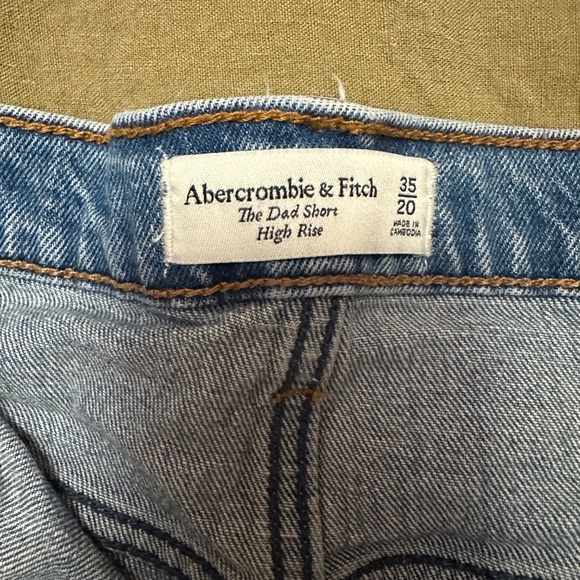 Abercrombie & Fitch
The Dad Short
High Rise
35
20
MADE IN
CAMBODIA